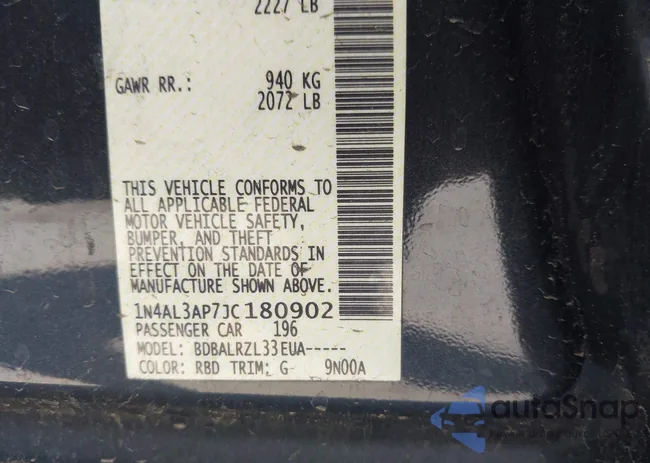 2227 LB
GAWR RR.: 940 KG
2072 LB
THIS VEHICLE CONFORMS TO
ALL APPLICABLE FEDERAL
MOTOR VEHICLE SAFETY,
BUMPER, AND THEFT
PREVENTION STANDARDS IN
EFFECT ON THE DATE OF
MANUFACTURE SHOWN ABOVE.
1N4AL3AP7JC180902
PASSENGER CAR 196
MODEL: BDBALRZL33EUA-----
COLOR: RBD TRIM: G- 9N00A
autoSnap